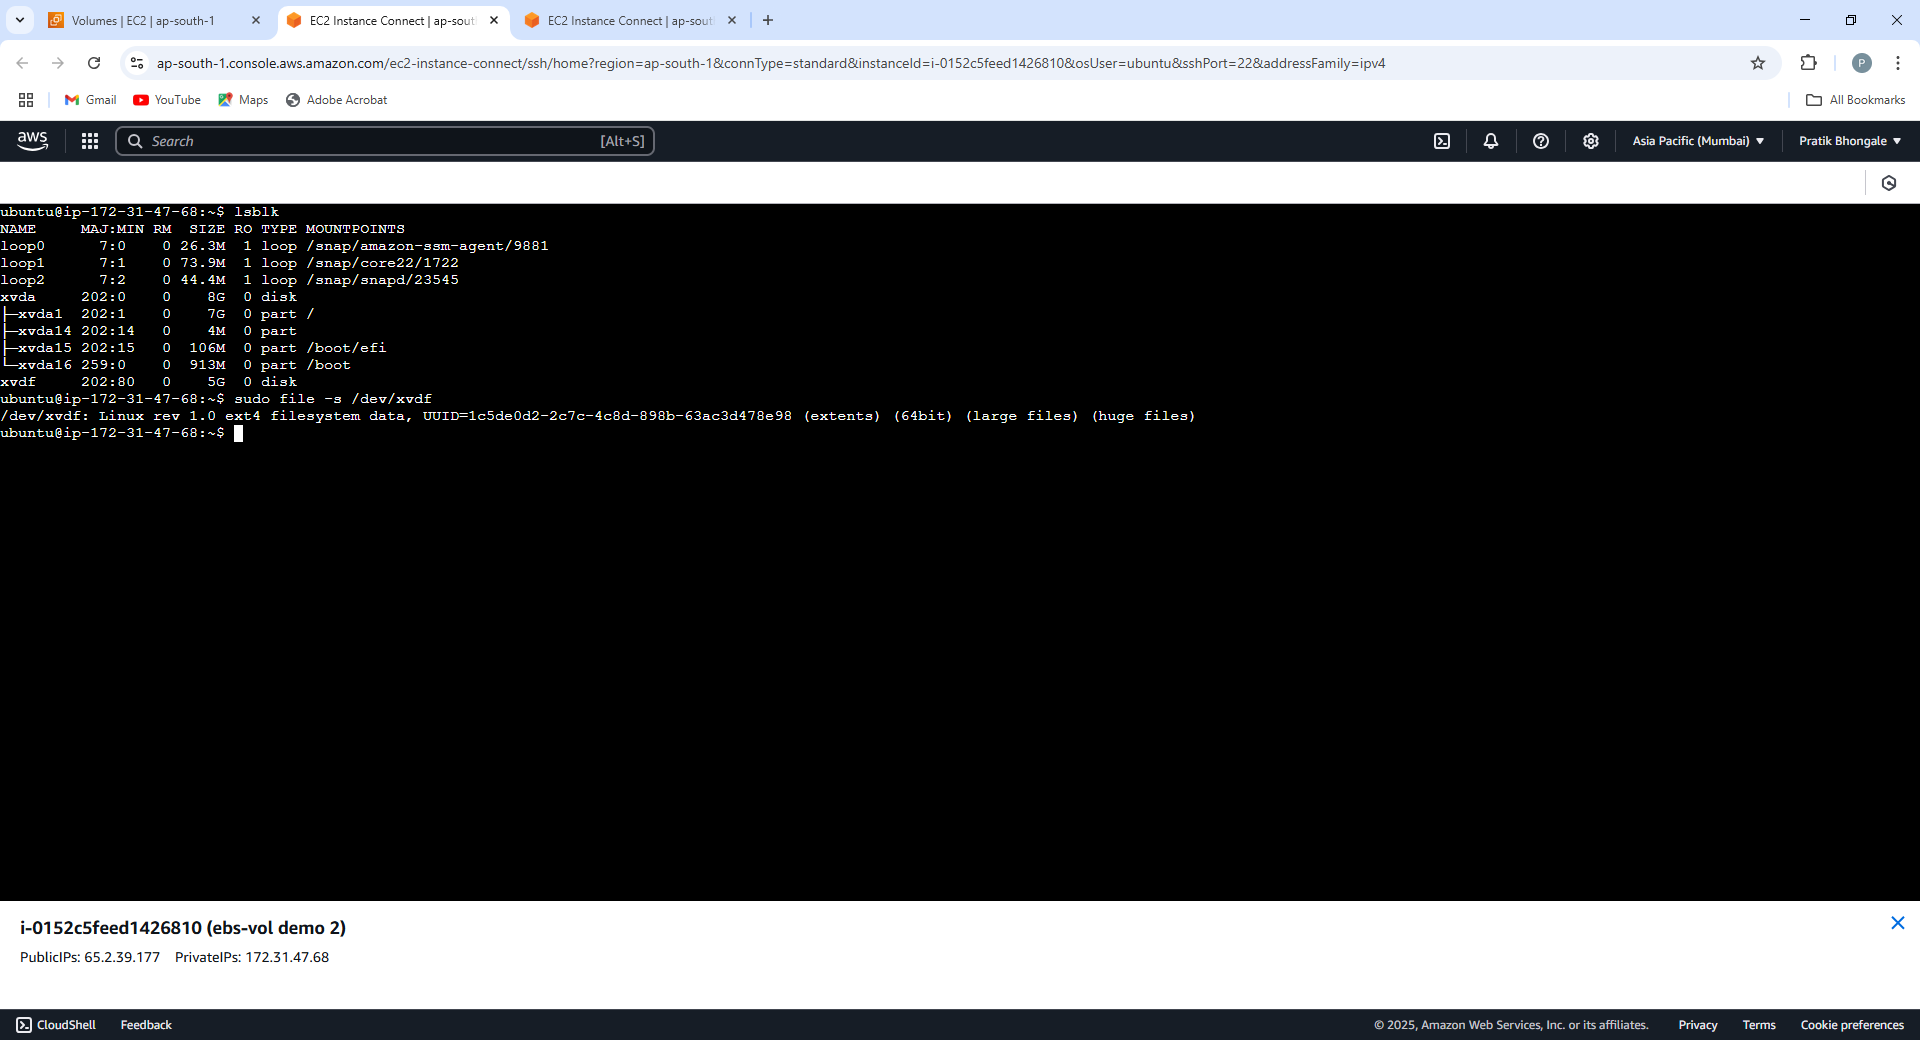 Volumes | EC2 | ap-south-1
EC2 Instance Connect | ap-sout
EC2 Instance Connect | ap-sout
ap-south-1.console.aws.amazon.com/ec2-instance-connect/ssh/home?region=ap-south-1&connType=standard&instanceId=i-0152c5feed1426810&osUser=ubuntu&sshPort=22&addressFamily=ipv4
P
Gmail
YouTube
Maps
Adobe Acrobat
All Bookmarks
aws
Search
[Alt+S]
Asia Pacific (Mumbai)
Pratik Bhongale
ubuntu@ip-172-31-47-68:~$ lsblk
NAME     MAJ:MIN RM  SIZE RO TYPE MOUNTPOINTS
loop0      7:0    0 26.3M  1 loop /snap/amazon-ssm-agent/9881
loop1      7:1    0 73.9M  1 loop /snap/core22/1722
loop2      7:2    0 44.4M  1 loop /snap/snapd/23545
xvda     202:0    0    8G  0 disk
├─xvda1  202:1    0    7G  0 part /
├─xvda14 202:14   0    4M  0 part
├─xvda15 202:15   0  106M  0 part /boot/efi
└─xvda16 259:0    0  913M  0 part /boot
xvdf     202:80   0    5G  0 disk
ubuntu@ip-172-31-47-68:~$ sudo file -s /dev/xvdf
/dev/xvdf: Linux rev 1.0 ext4 filesystem data, UUID=1c5de0d2-2c7c-4c8d-898b-63ac3d478e98 (extents) (64bit) (large files) (huge files)
ubuntu@ip-172-31-47-68:~$
i-0152c5feed1426810 (ebs-vol demo 2)
PublicIPs: 65.2.39.177    PrivateIPs: 172.31.47.68
CloudShell
Feedback
© 2025, Amazon Web Services, Inc. or its affiliates.
Privacy
Terms
Cookie preferences